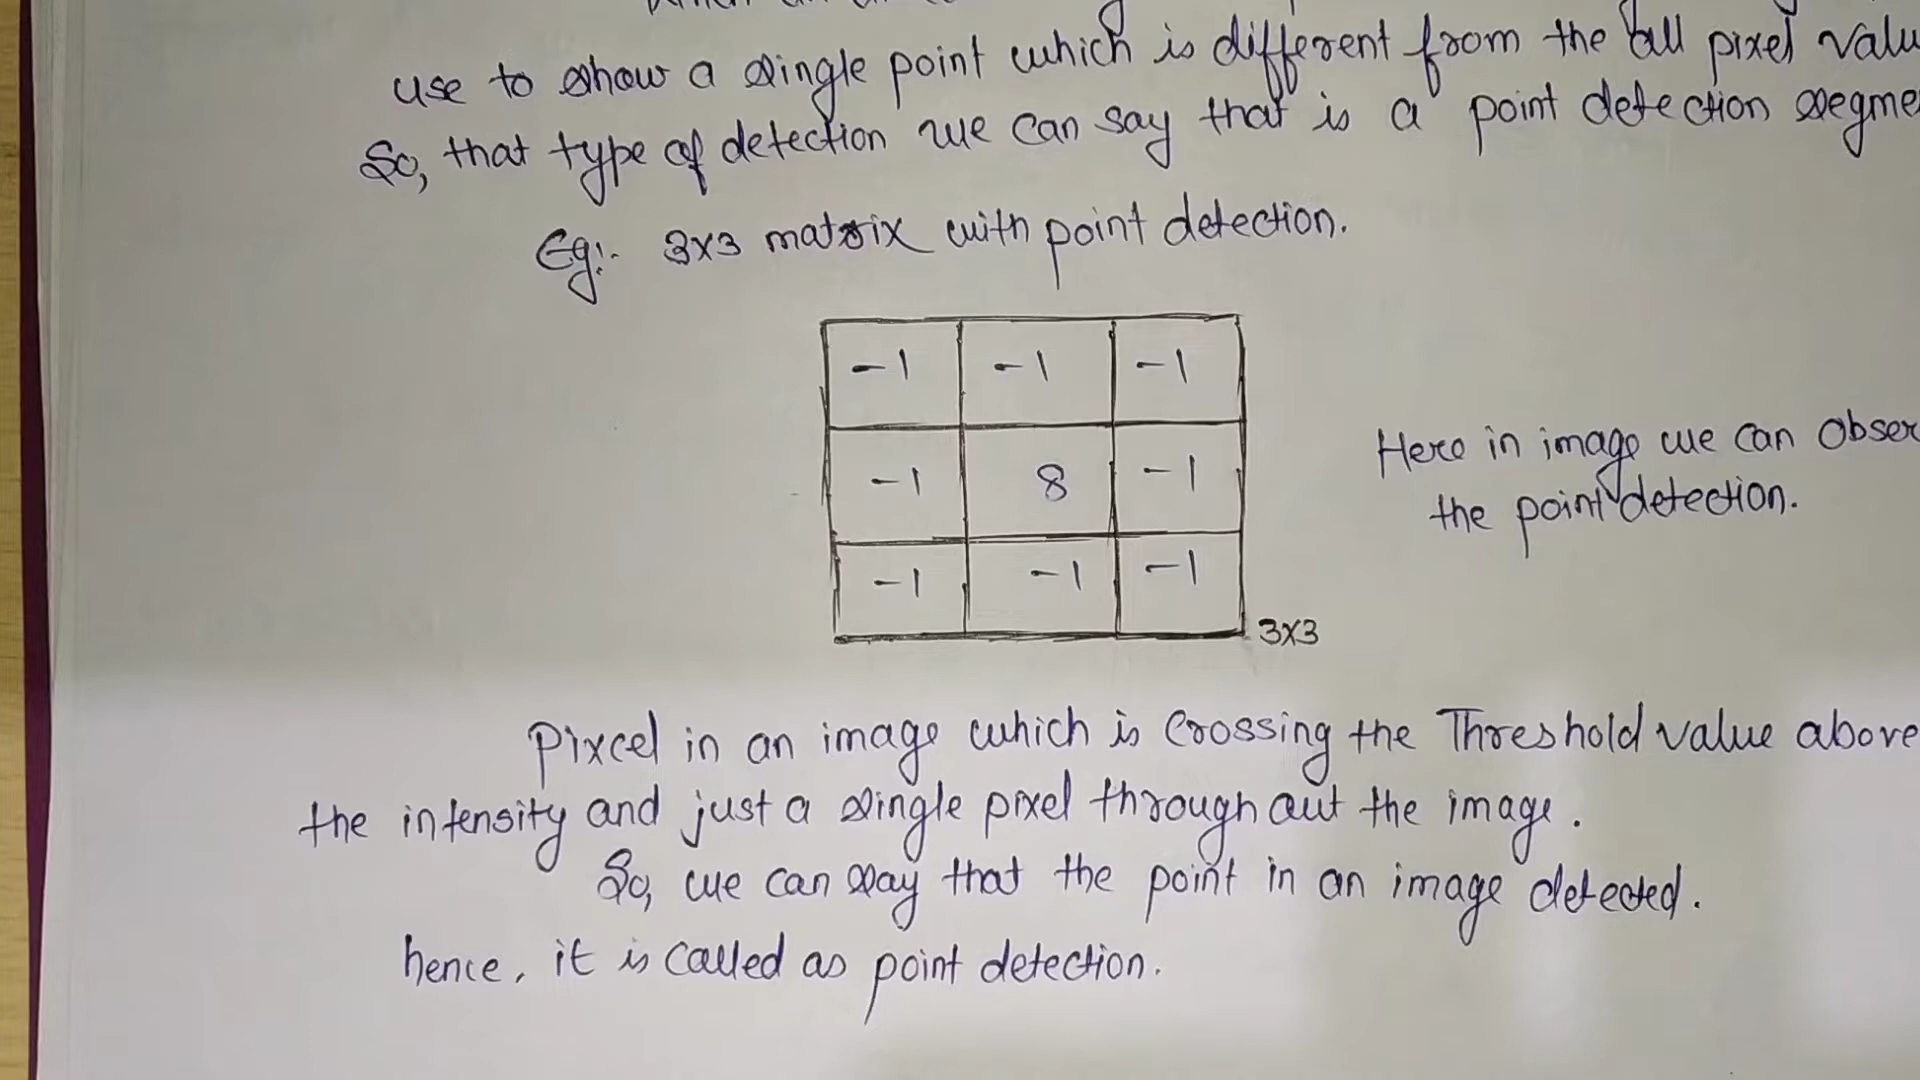 use to show a single point which is different from the all pixel valu
So, that type of detection we can say that is a point detection segme
Eg:- 3x3 matrix with point detection.
-1 -1 -1
-1 8 -1
-1 -1 -1
3x3
Here in image we can obser
the point detection.
Pixcel in an image which is crossing the Threshold value above
the intensity and just a single pixel through out the image.
So, we can say that the point in an image detected.
hence, it is called as point detection.